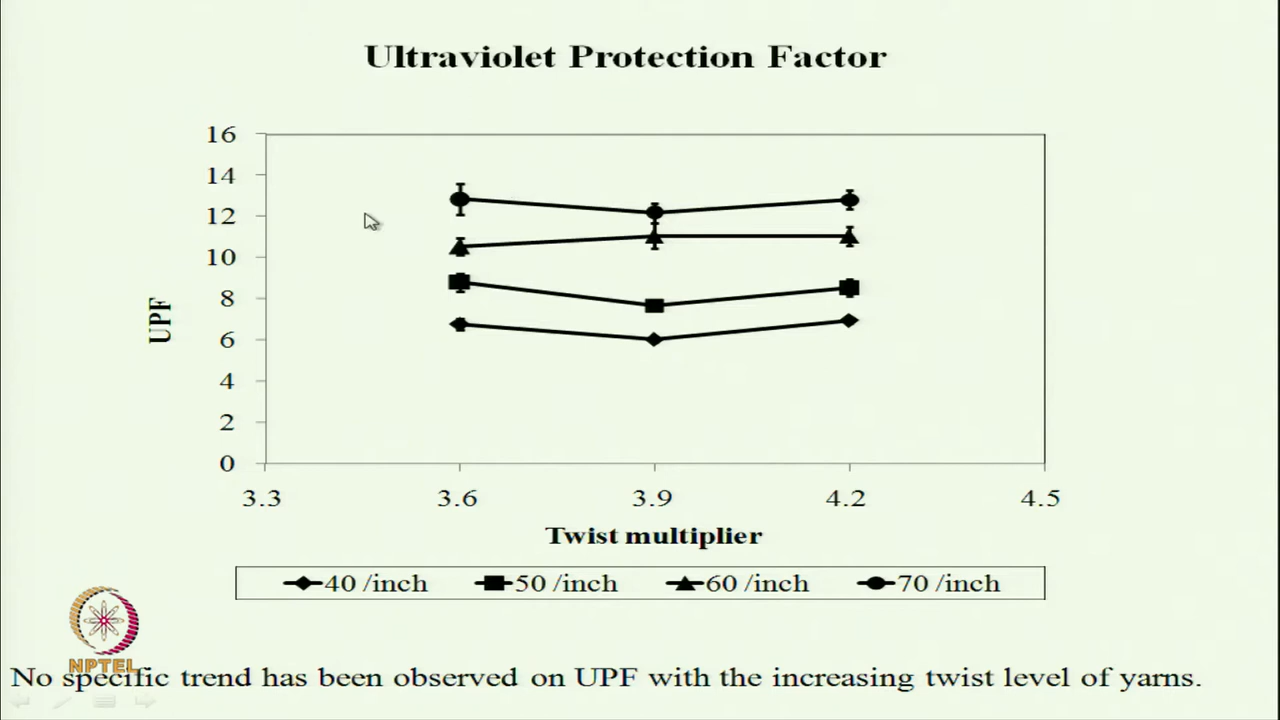 Ultraviolet Protection Factor
16
14
12
10
8
6
4
2
0
UPF
3.3 3.6 3.9 4.2 4.5
Twist multiplier
40 /inch 50 /inch 60 /inch 70 /inch
NPTEL
No specific trend has been observed on UPF with the increasing twist level of yarns.